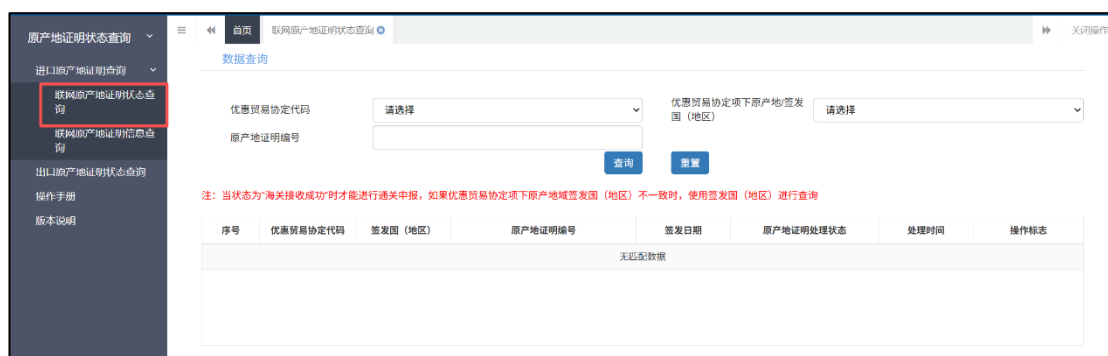 原产地证明状态查询
进口原产地证明查询
联网原产地证明状态查
询
联网原产地证明信息查
询
出口原产地证明状态查询
操作手册
版本说明
首页
联网原产地证明状态查询
关闭操作
数据查询
优惠贸易协定代码
请选择
优惠贸易协定项下原产地/签发
国（地区）
请选择
原产地证明编号
查询
重置
注：当状态为“海关接收成功”时才能进行通关申报，如果优惠贸易协定项下原产地域签发国（地区）不一致时，使用签发国（地区）进行查询
序号 优惠贸易协定代码 签发国（地区） 原产地证明编号 签发日期 原产地证明处理状态 处理时间 操作标志
无匹配数据